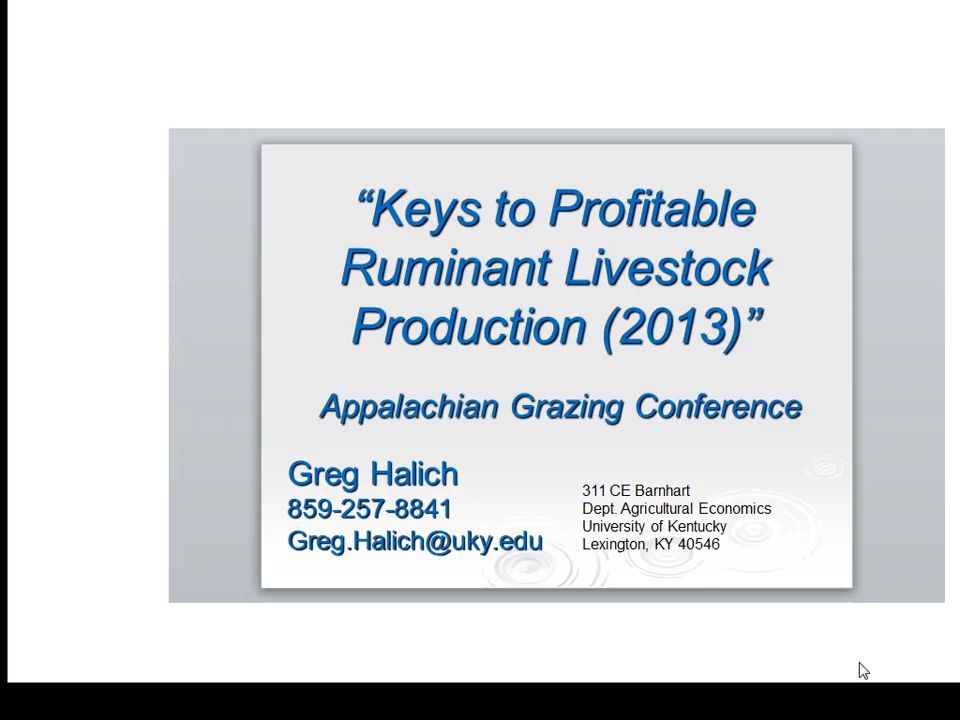 “Keys to Profitable
Ruminant Livestock
Production (2013)”
Appalachian Grazing Conference
Greg Halich
859-257-8841
Greg.Halich@uky.edu
311 CE Barnhart
Dept. Agricultural Economics
University of Kentucky
Lexington, KY 40546